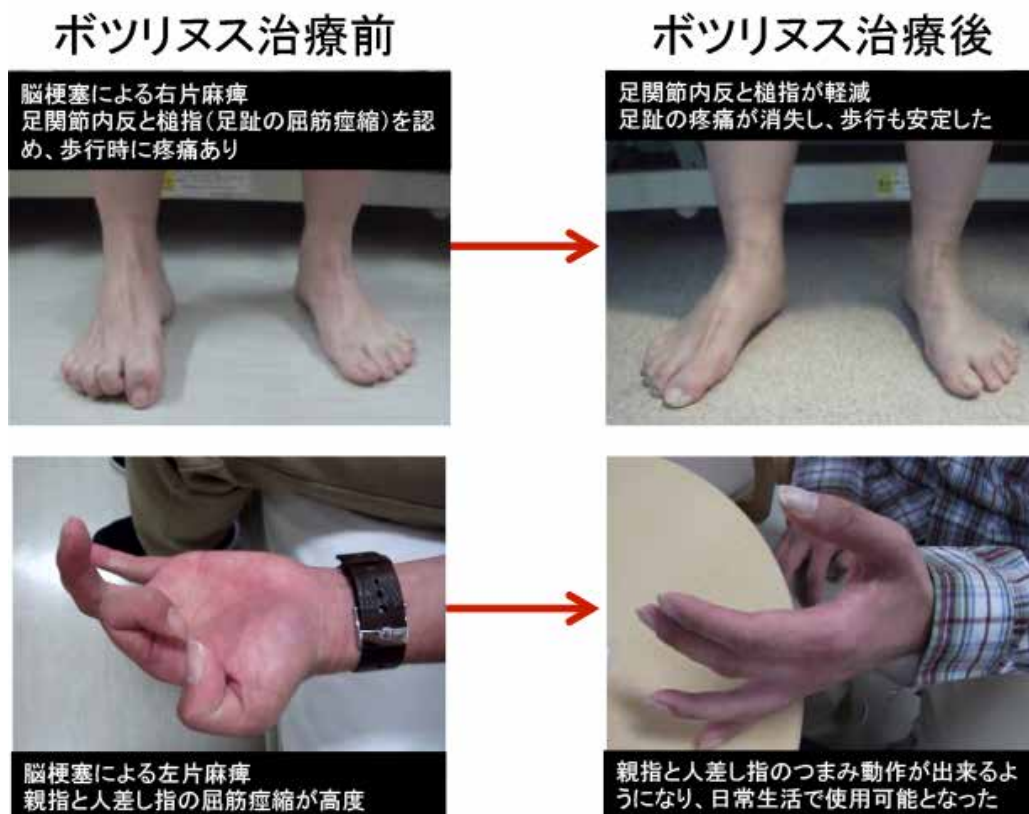 ボツリヌス治療前
ボツリヌス治療後
脳梗塞による右片麻痺
足関節内反と槌指(足趾の屈筋痙縮)を認
め、歩行時に疼痛あり
足関節内反と槌指が軽減
足趾の疼痛が消失し、歩行も安定した
脳梗塞による左片麻痺
親指と人差し指の屈筋痙縮が高度
親指と人差し指のつまみ動作が出来るよ
うになり、日常生活で使用可能となった